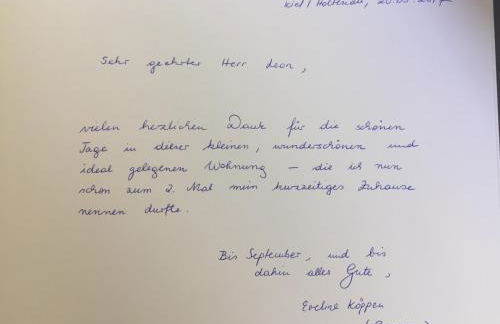 Kiel / Holtenau, 20.05.2017
Sehr geehrter Herr Leon,
vielen herzlichen Dank für die schönen
Tage in dieser kleinen, wunderschönen und
ideal gelegenen Wohnung – die ich nun
schon zum 2. Mal mein kurzzeitiges Zuhause
nennen durfte.
Bis September, und bis
dahin alles Gute,
Eveline Köppen